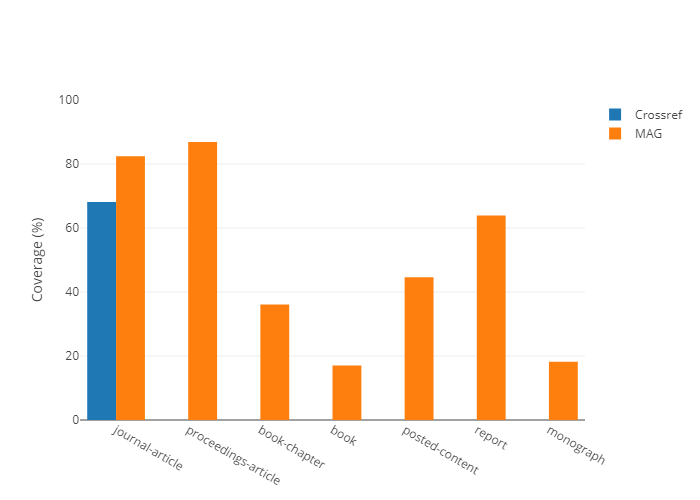 100
80
60
40
20
0
Coverage (%)
journal-article
proceedings-article
book-chapter
book
posted-content
report
monograph
Crossref
MAG